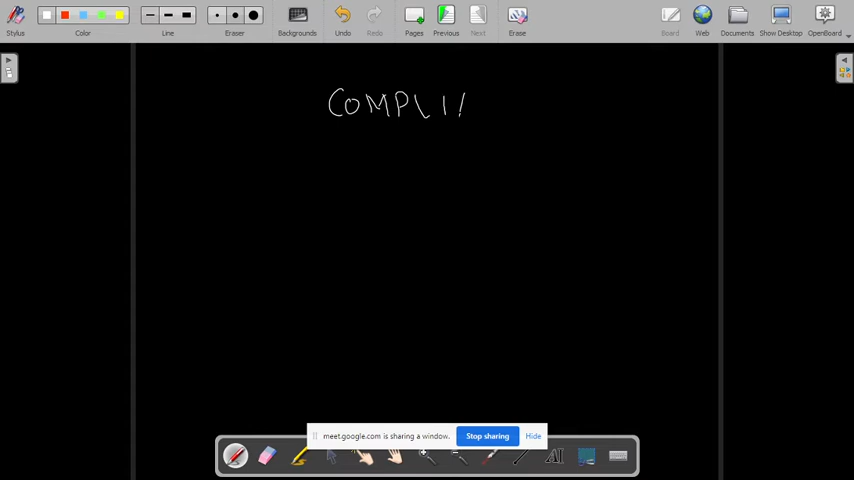 Stylus
Color
Line
Eraser
Backgrounds
Undo
Redo
Pages
Previous
Next
Erase
Board
Web
Documents
Show Desktop
OpenBoard
meet.google.com is sharing a window.
Stop sharing
Hide
AI